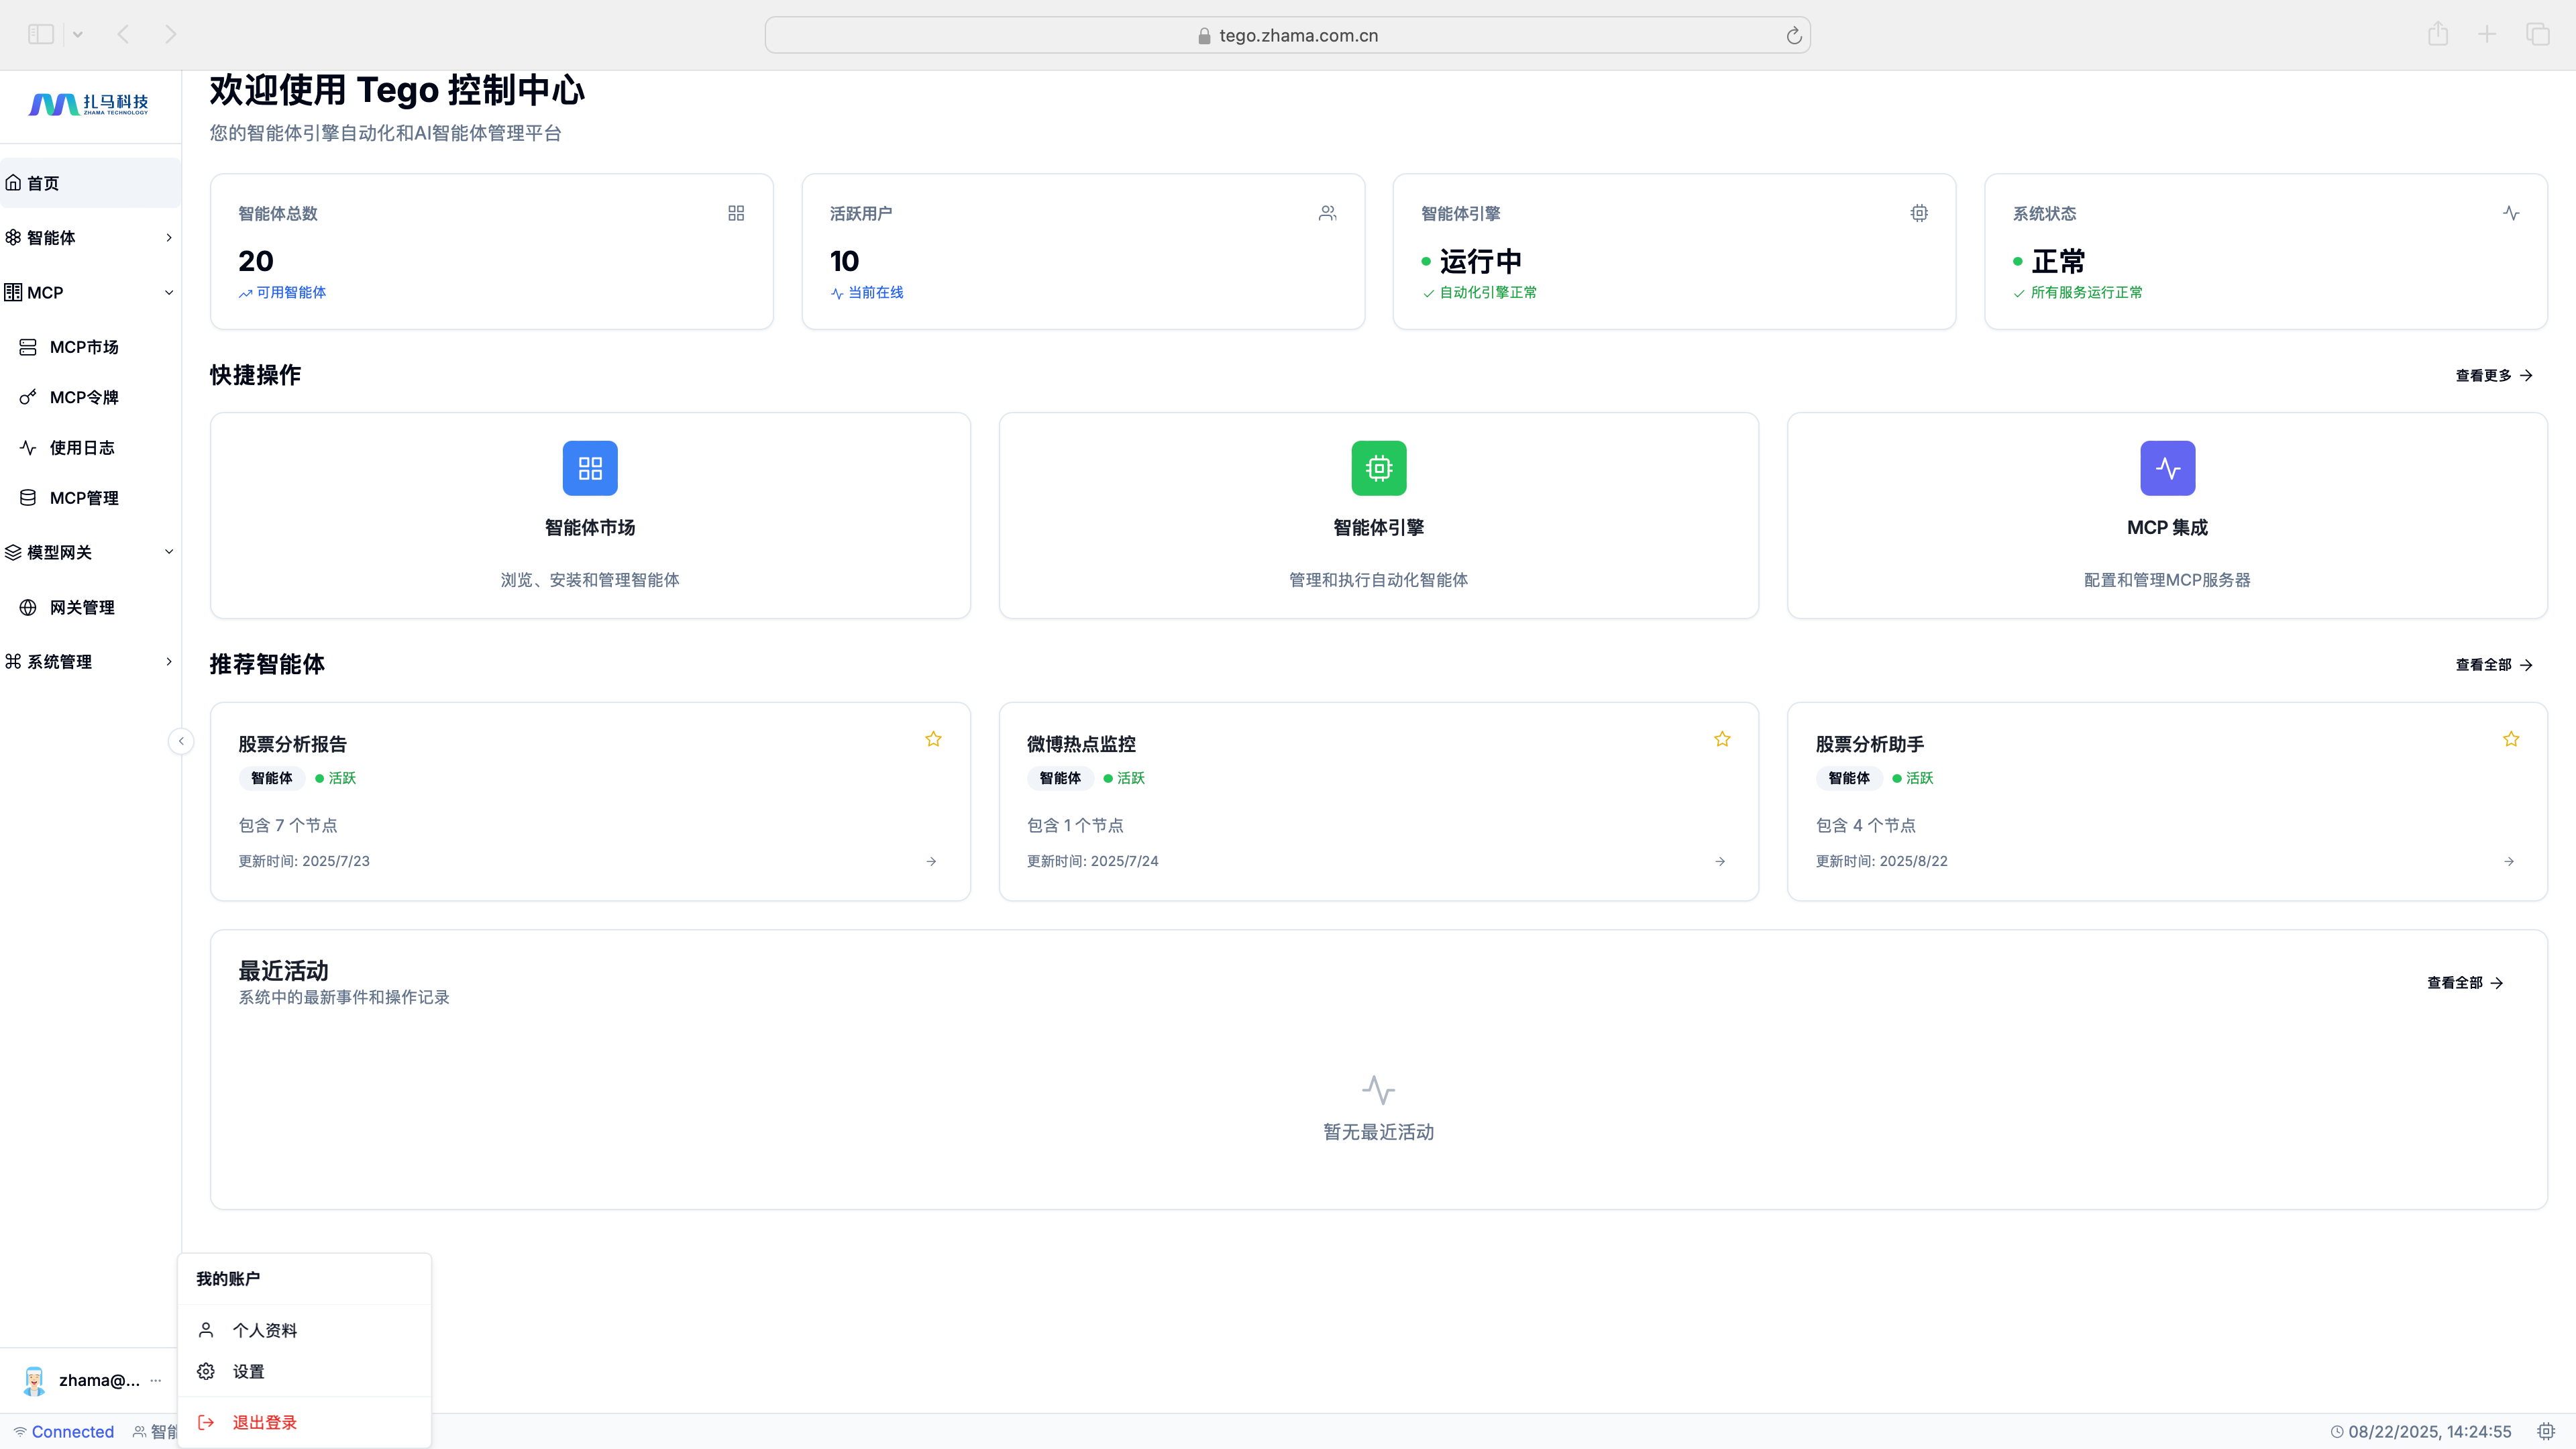 tego.zhama.com.cn
扎马科技
ZHAMA TECHNOLOGY
首页
智能体
MCP
MCP市场
MCP令牌
使用日志
MCP管理
模型网关
网关管理
系统管理
欢迎使用 Tego 控制中心
您的智能体引擎自动化和AI智能体管理平台
智能体总数
20
可用智能体
活跃用户
10
当前在线
智能体引擎
运行中
自动化引擎正常
系统状态
正常
所有服务运行正常
快捷操作
查看更多
智能体市场
浏览、安装和管理智能体
智能体引擎
管理和执行自动化智能体
MCP 集成
配置和管理MCP服务器
推荐智能体
查看全部
股票分析报告
智能体 活跃
包含 7 个节点
更新时间: 2025/7/23
微博热点监控
智能体 活跃
包含 1 个节点
更新时间: 2025/7/24
股票分析助手
智能体 活跃
包含 4 个节点
更新时间: 2025/8/22
最近活动
系统中的最新事件和操作记录
查看全部
暂无最近活动
我的账户
个人资料
设置
退出登录
zhama@...
Connected
智能
08/22/2025, 14:24:55